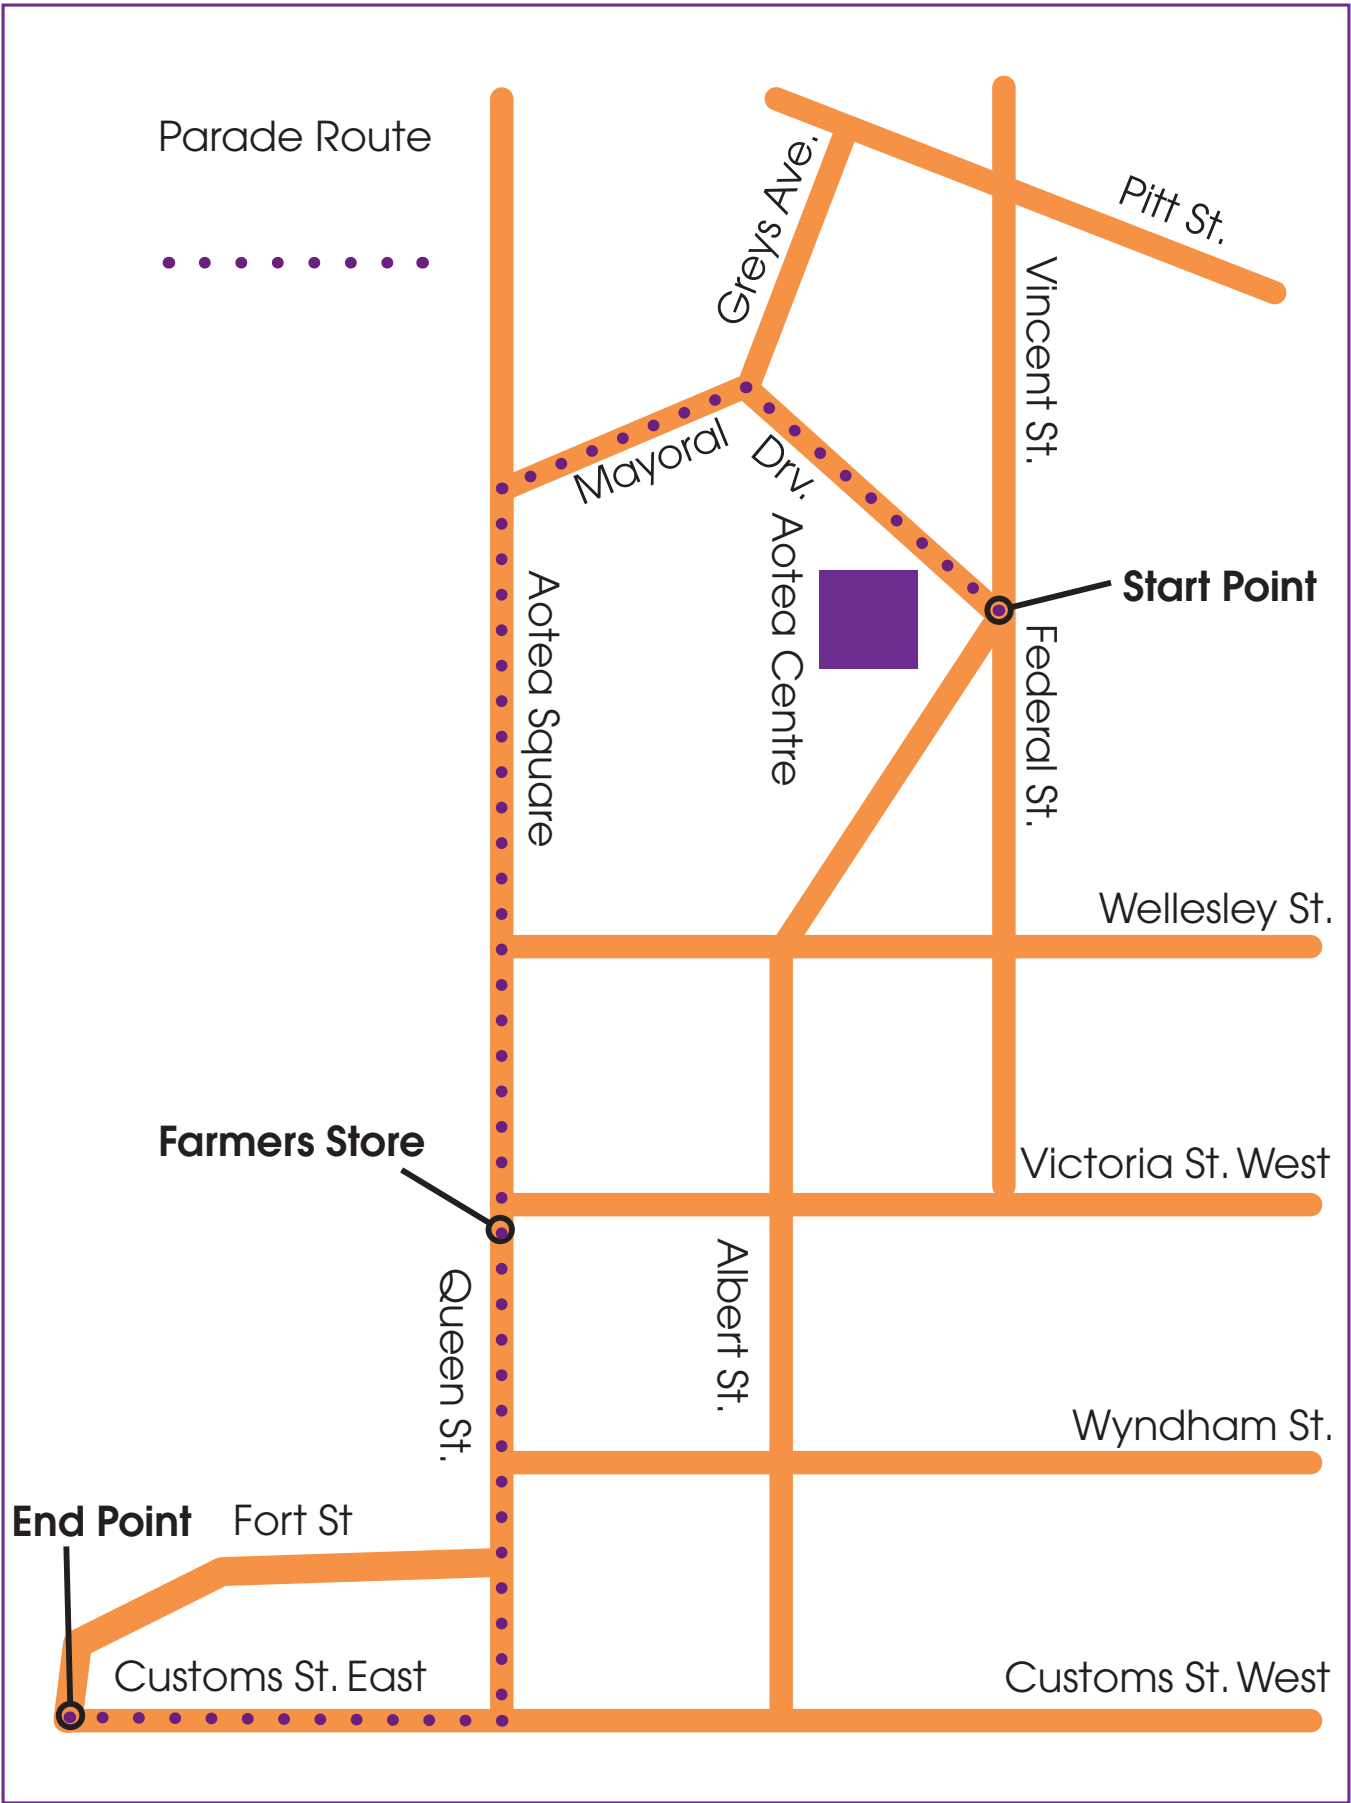 Parade Route
Greys Ave.
Pitt St.
Vincent St.
Mayoral Drv.
Aotea Centre
Start Point
Aotea Square
Federal St.
Wellesley St.
Farmers Store
Victoria St. West
Queen St.
Albert St.
Wyndham St.
End Point
Fort St
Customs St. East
Customs St. West